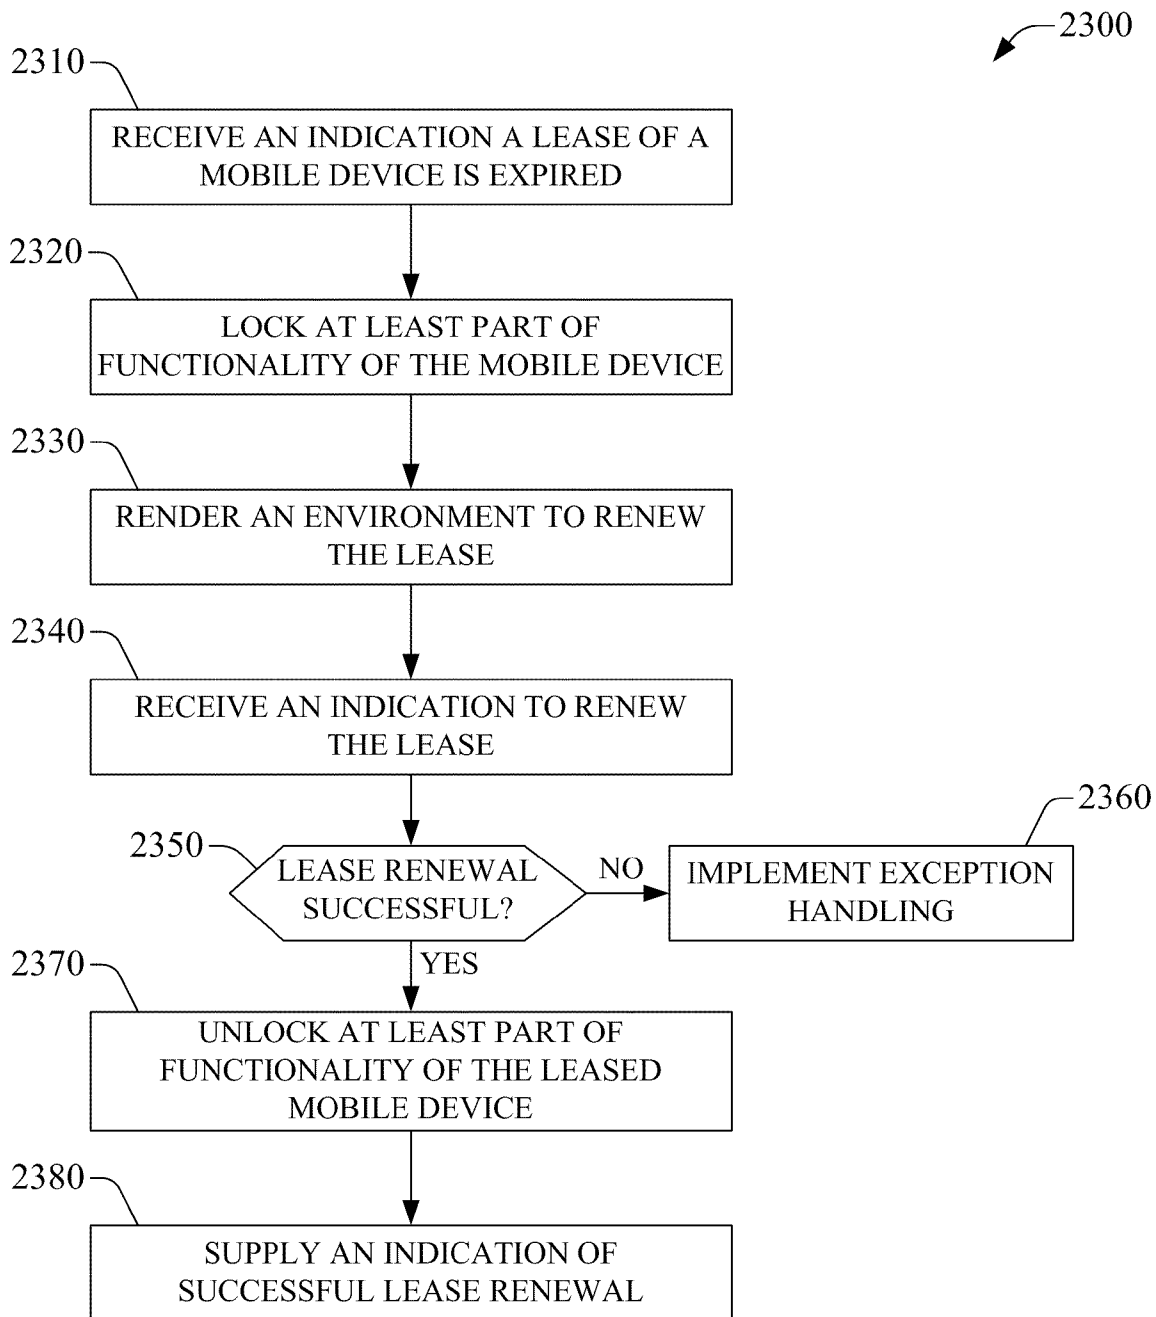 2300
2310
RECEIVE AN INDICATION A LEASE OF A
MOBILE DEVICE IS EXPIRED
2320
LOCK AT LEAST PART OF
FUNCTIONALITY OF THE MOBILE DEVICE
2330
RENDER AN ENVIRONMENT TO RENEW
THE LEASE
2340
RECEIVE AN INDICATION TO RENEW
THE LEASE
2350
LEASE RENEWAL
SUCCESSFUL?
NO
2360
IMPLEMENT EXCEPTION
HANDLING
YES
2370
UNLOCK AT LEAST PART OF
FUNCTIONALITY OF THE LEASED
MOBILE DEVICE
2380
SUPPLY AN INDICATION OF
SUCCESSFUL LEASE RENEWAL